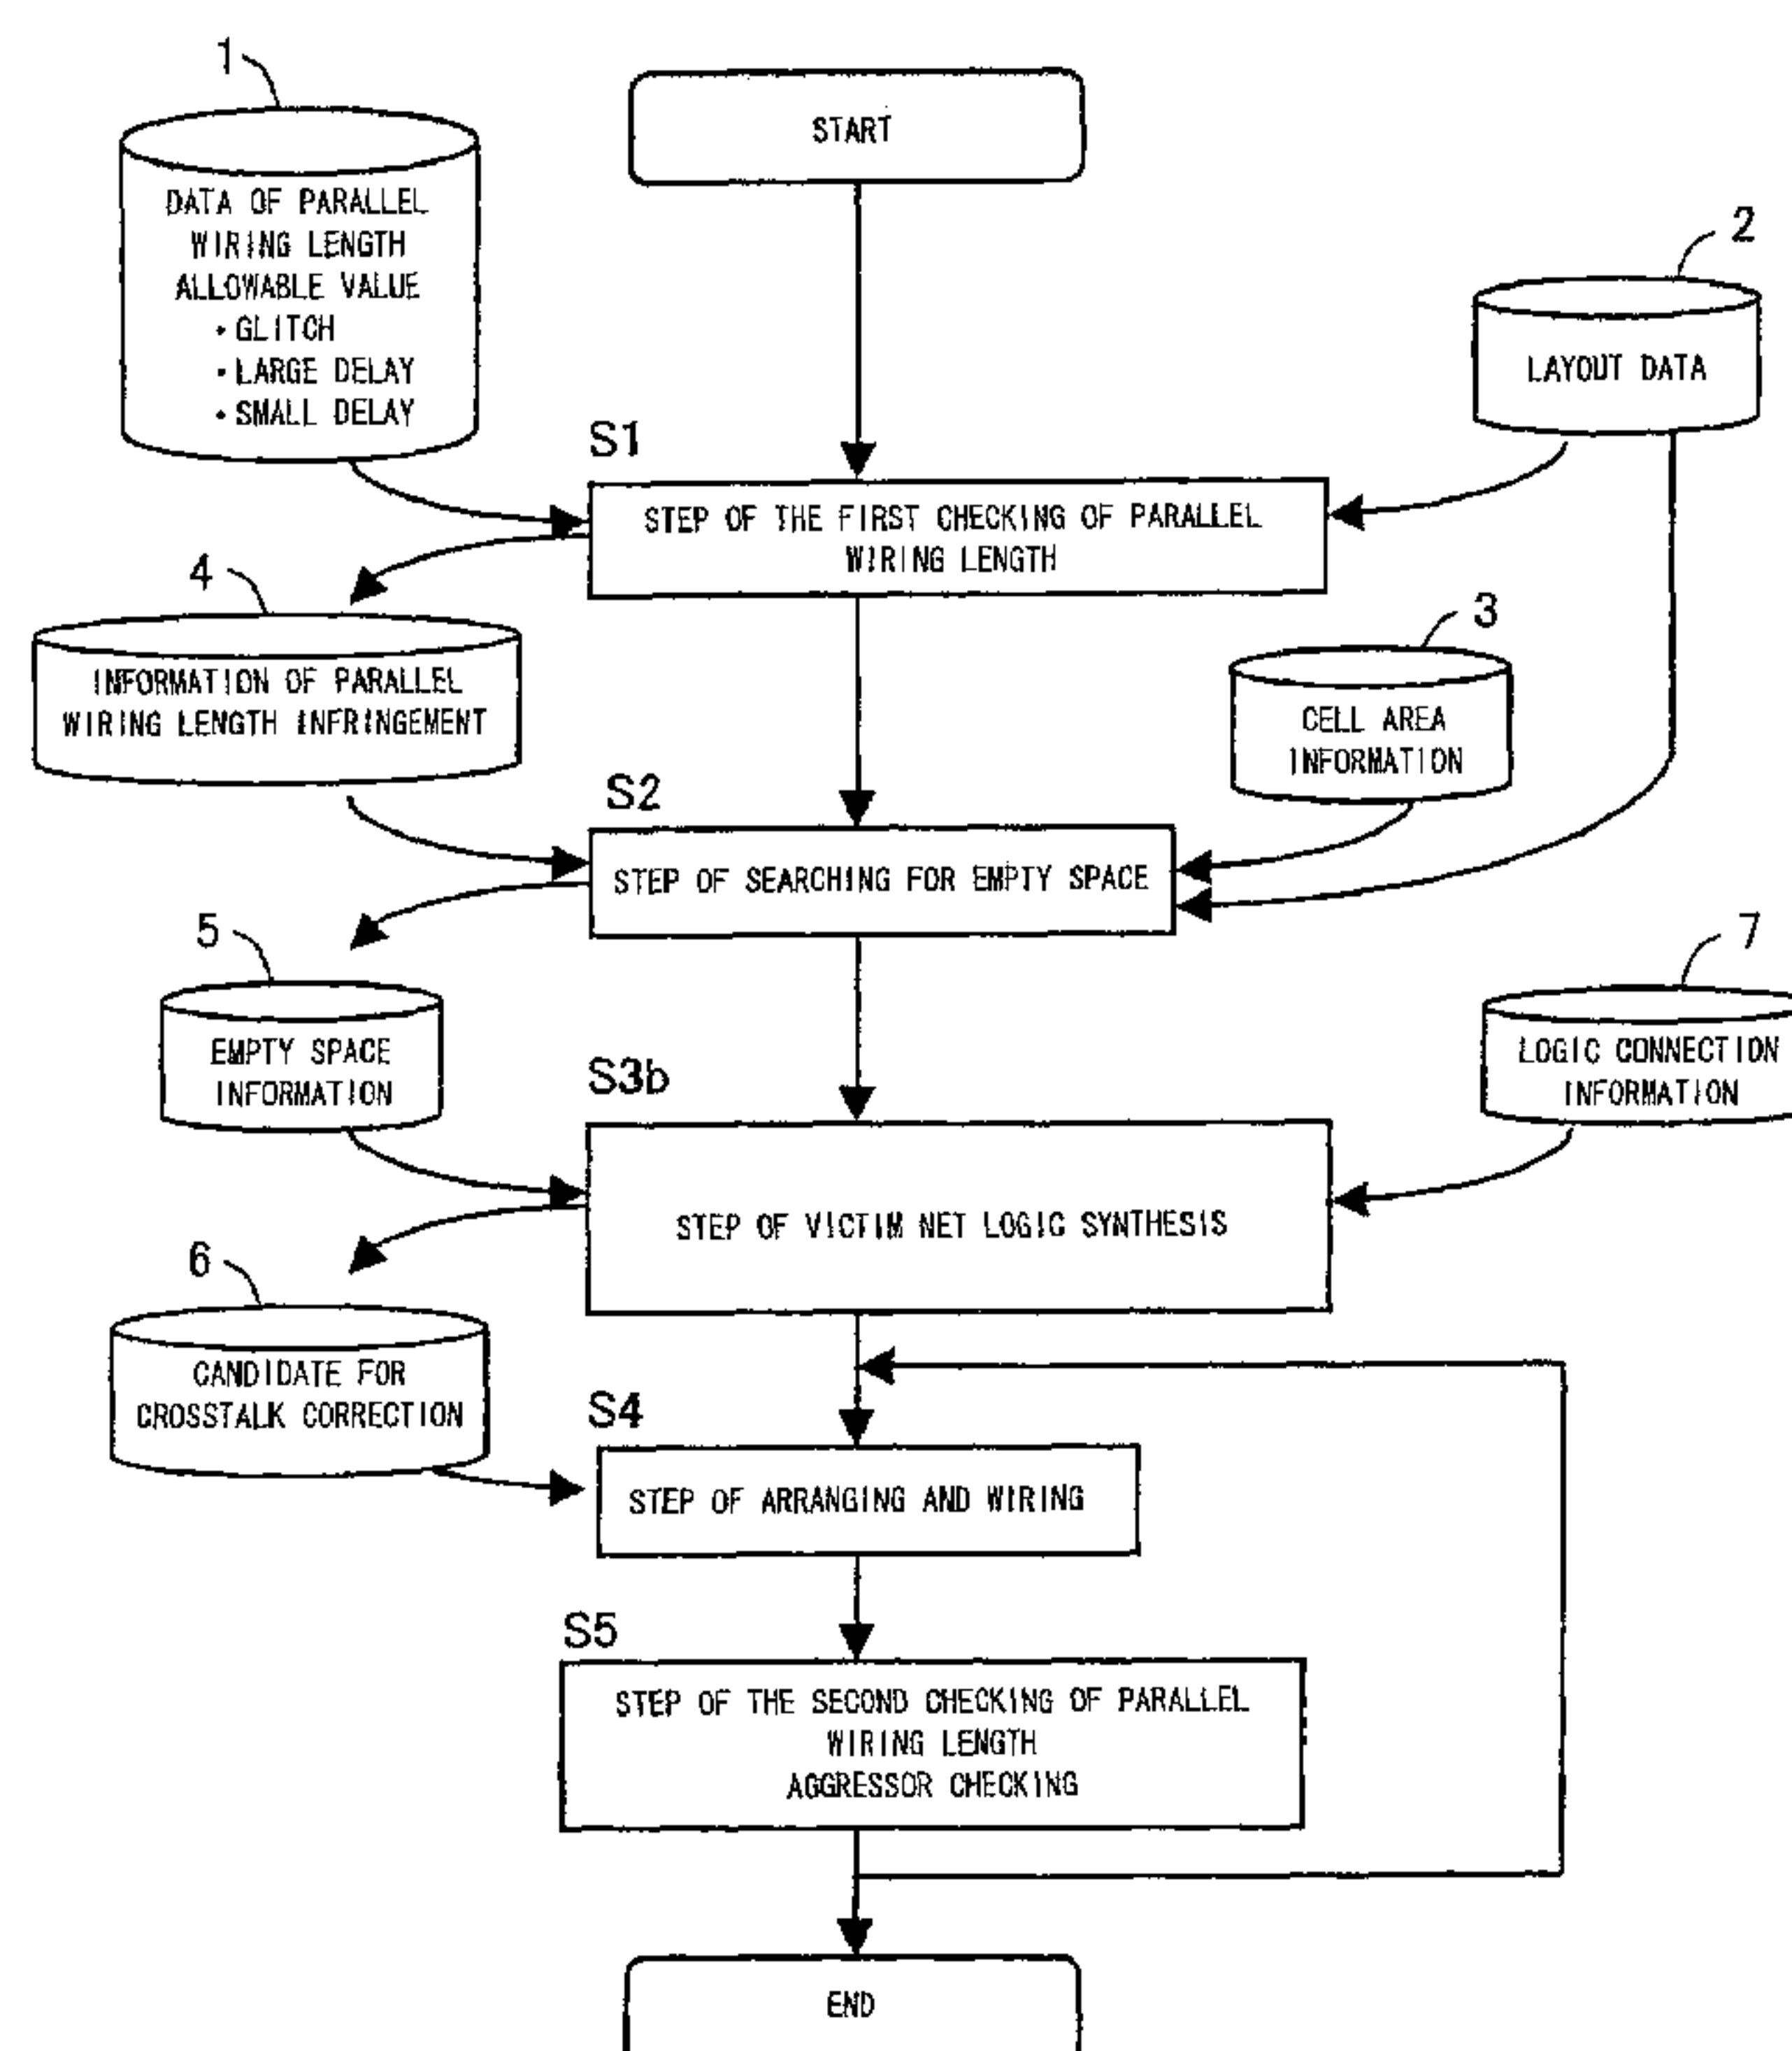 1
START
DATA OF PARALLEL
WIRING LENGTH
ALLOWABLE VALUE
• GLITCH
• LARGE DELAY
• SMALL DELAY
2
LAYOUT DATA
S1
STEP OF THE FIRST CHECKING OF PARALLEL
WIRING LENGTH
4
INFORMATION OF PARALLEL
WIRING LENGTH INFRINGEMENT
3
CELL AREA
INFORMATION
S2
STEP OF SEARCHING FOR EMPTY SPACE
5
EMPTY SPACE
INFORMATION
7
LOGIC CONNECTION
INFORMATION
S3b
STEP OF VICTIM NET LOGIC SYNTHESIS
6
CANDIDATE FOR
CROSSTALK CORRECTION
S4
STEP OF ARRANGING AND WIRING
S5
STEP OF THE SECOND CHECKING OF PARALLEL
WIRING LENGTH
AGGRESSOR CHECKING
END